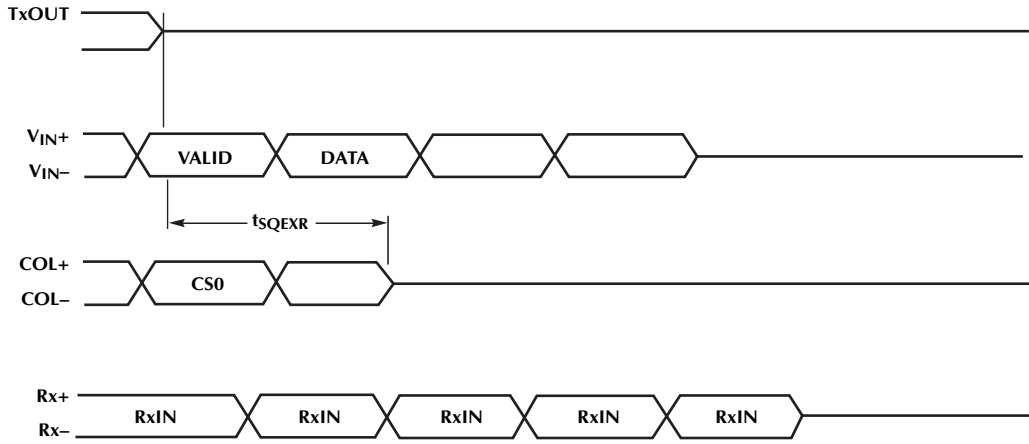 TxOUT
VIN+
VIN–
VALID DATA
tSQEXR
COL+
COL–
CS0
Rx+
Rx–
RxIN RxIN RxIN RxIN RxIN